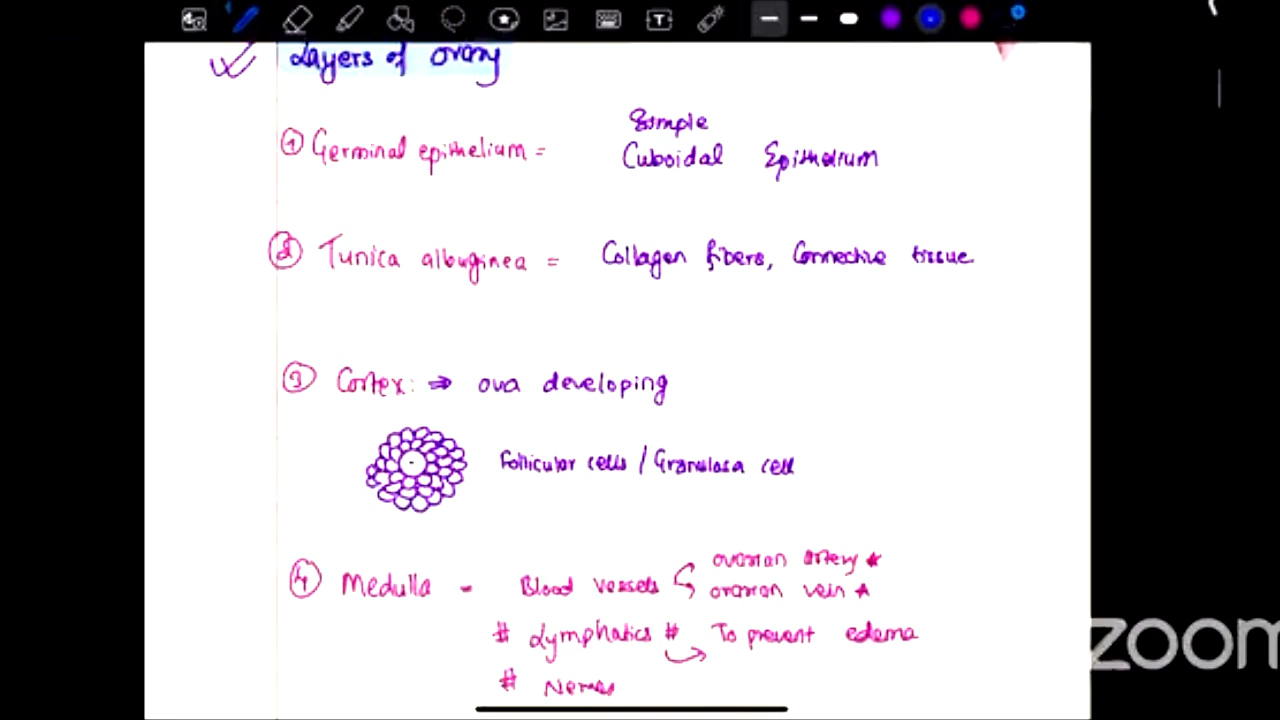 Layers of ovary
① Germinal epithelium = Simple
Cuboidal Epithelium
② Tunica albuginea = Collagen fibers, Connective tissue
③ Cortex: ⇒ ova developing
Follicular cells / Granulosa cell
④ Medulla - Blood vessels
ovarian artery *
ovarian vein *
# Lymphatics # → To prevent edema
# Nerves
zoom